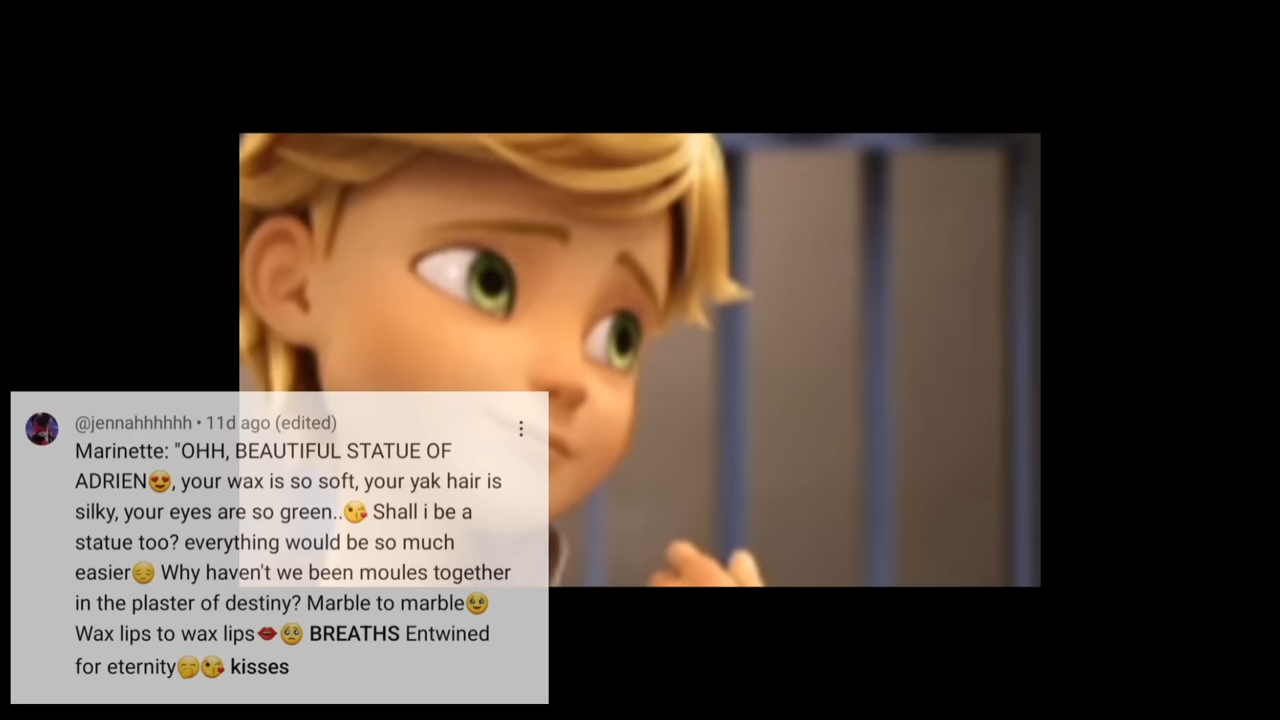 @jennahhhhhh • 11d ago (edited)
Marinette: "OHH, BEAUTIFUL STATUE OF
ADRIEN😍, your wax is so soft, your yak hair is
silky, your eyes are so green..😘 Shall i be a
statue too? everything would be so much
easier😔 Why haven't we been moules together
in the plaster of destiny? Marble to marble🥹
Wax lips to wax lips💋🥺 BREATHS Entwined
for eternity🤭😘 kisses